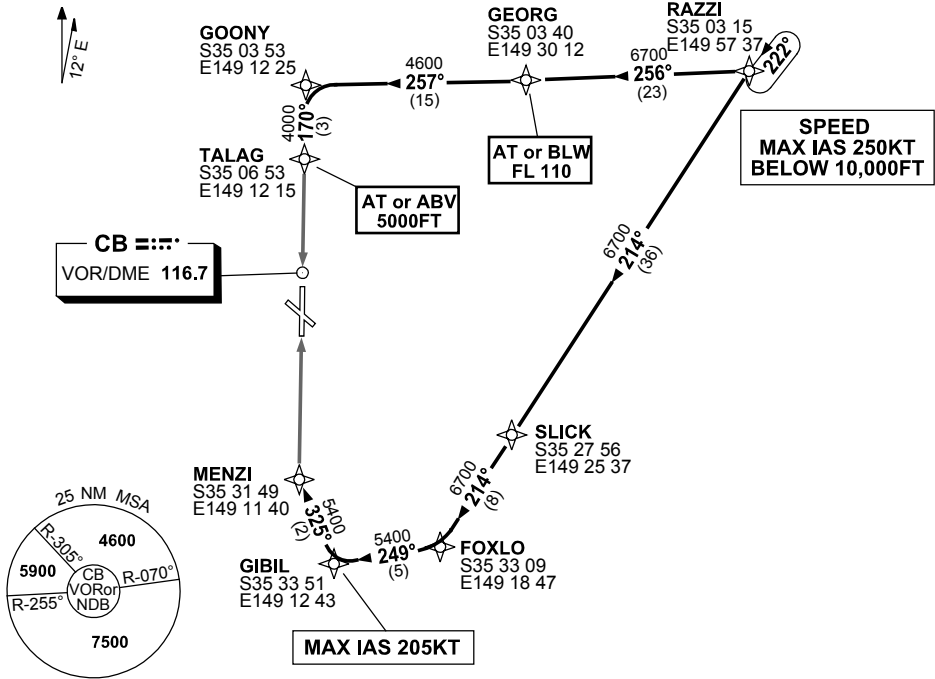 12° E
GOONY
S35 03 53
E149 12 25
GEORG
S35 03 40
E149 30 12
RAZZI
S35 03 15
E149 57 37
222°
4600
257°
(15)
6700
256°
(23)
4000
170°
(3)
TALAG
S35 06 53
E149 12 15
AT or ABV
5000FT
AT or BLW
FL 110
SPEED
MAX IAS 250KT
BELOW 10,000FT
CB
VOR/DME 116.7
6700
214°
(36)
SLICK
S35 27 56
E149 25 37
6700
214°
(8)
MENZI
S35 31 49
E149 11 40
5400
325°
(2)
5400
249°
(5)
FOXLO
S35 33 09
E149 18 47
GIBIL
S35 33 51
E149 12 43
MAX IAS 205KT
25 NM MSA
R-305°
4600
5900
R-070°
CB
VORor
NDB
R-255°
7500